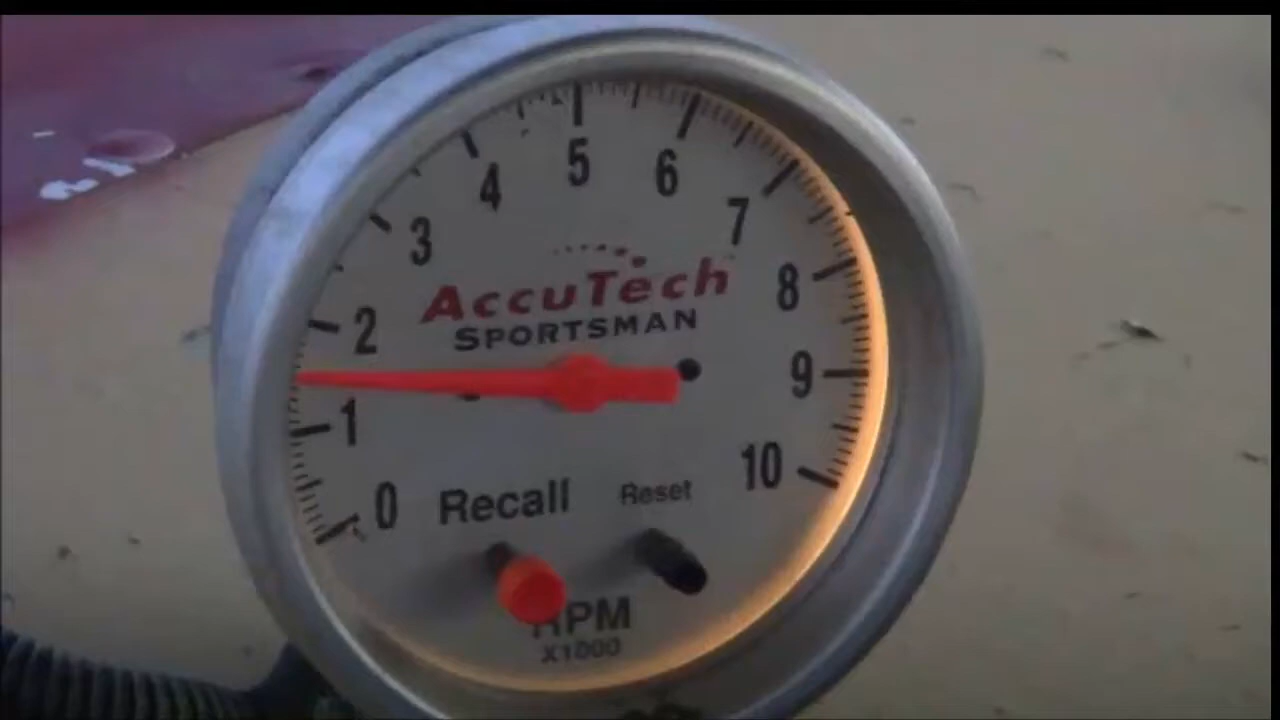 0 1 2 3 4 5 6 7 8 9 10
AccuTech
SPORTSMAN
Recall Reset
RPM
X1000